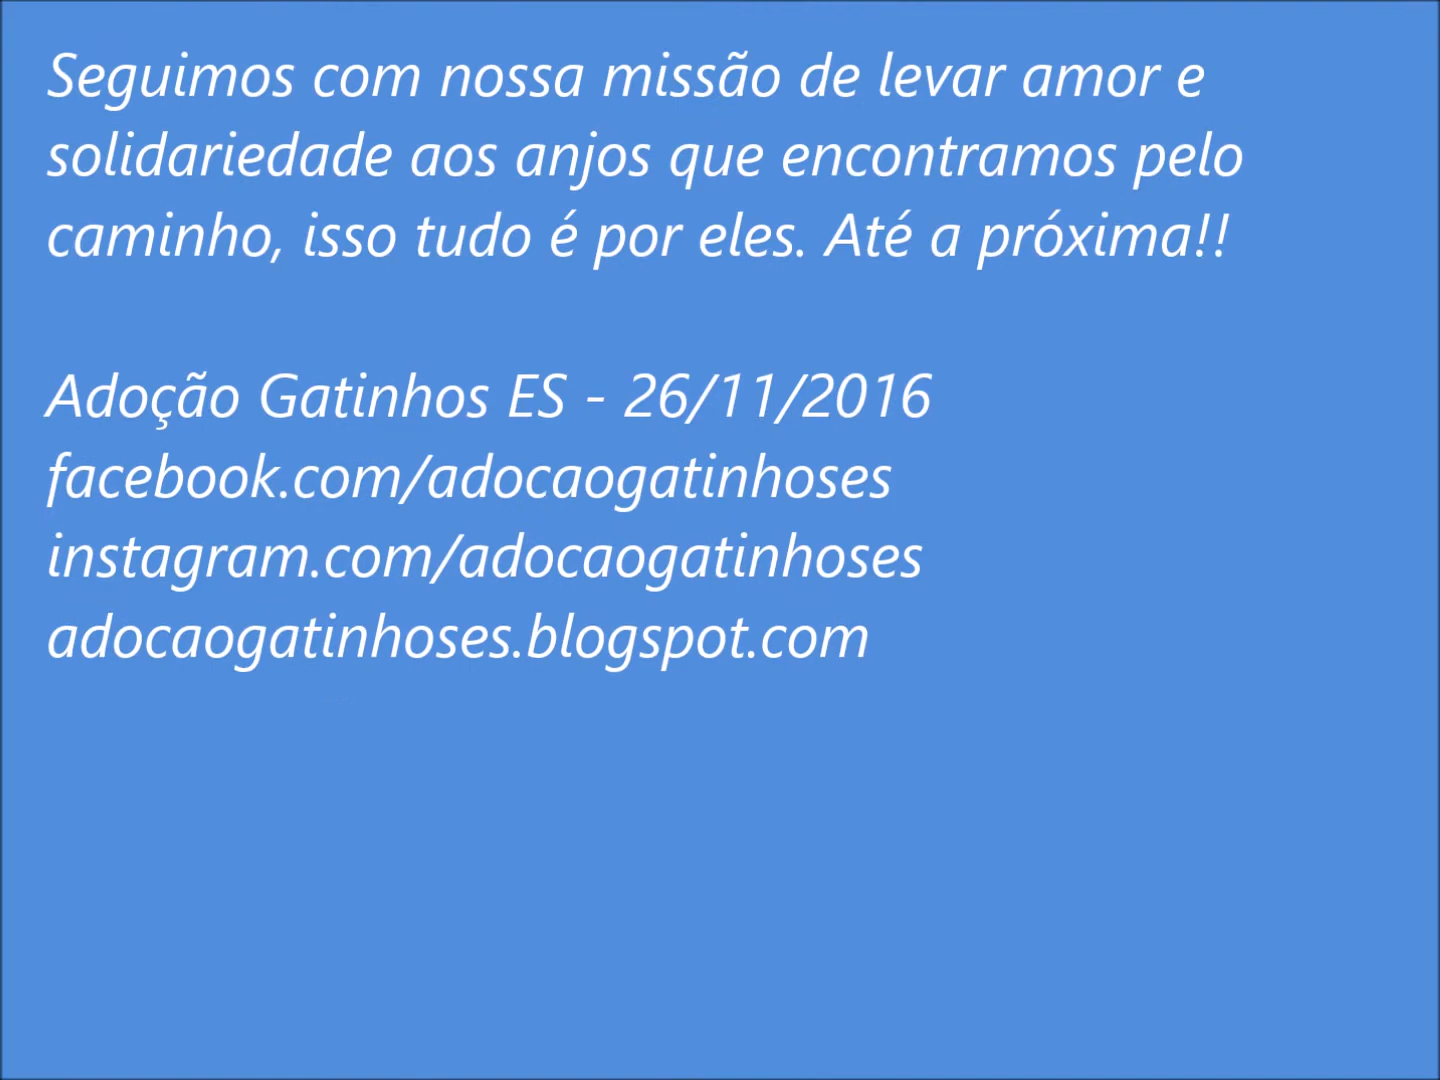 Seguimos com nossa missão de levar amor e
solidariedade aos anjos que encontramos pelo
caminho, isso tudo é por eles. Até a próxima!!
Adoção Gatinhos ES - 26/11/2016
facebook.com/adocaogatinhoses
instagram.com/adocaogatinhoses
adocaogatinhoses.blogspot.com